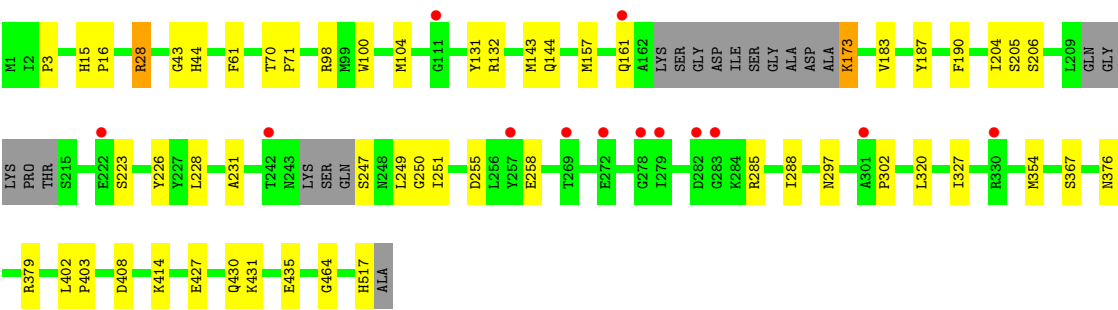 M1 I2 P3 H15 P16 R28 G43 H44 F61 T70 P71 R98 M99 W100 M104 G111 Y131 R132 M143 Q144 M157 Q161 A162 LYS SER GLY ASP ILE SER GLY ALA ASP ALA K173 V183 Y187 F190 I204 S205 S206 L209 GLN GLY
LYS PRO THR S215 E222 S223 Y226 Y227 L228 A231 T242 N243 LYS SER GLN S247 N248 L249 G250 I251 D255 L256 Y257 E258 T269 E272 G278 I279 D282 G283 K284 R285 I288 N297 A301 P302 L320 I327 R330 M354 S367 N376
R379 L402 P403 D408 K414 E427 Q430 K431 E435 G464 H517 ALA